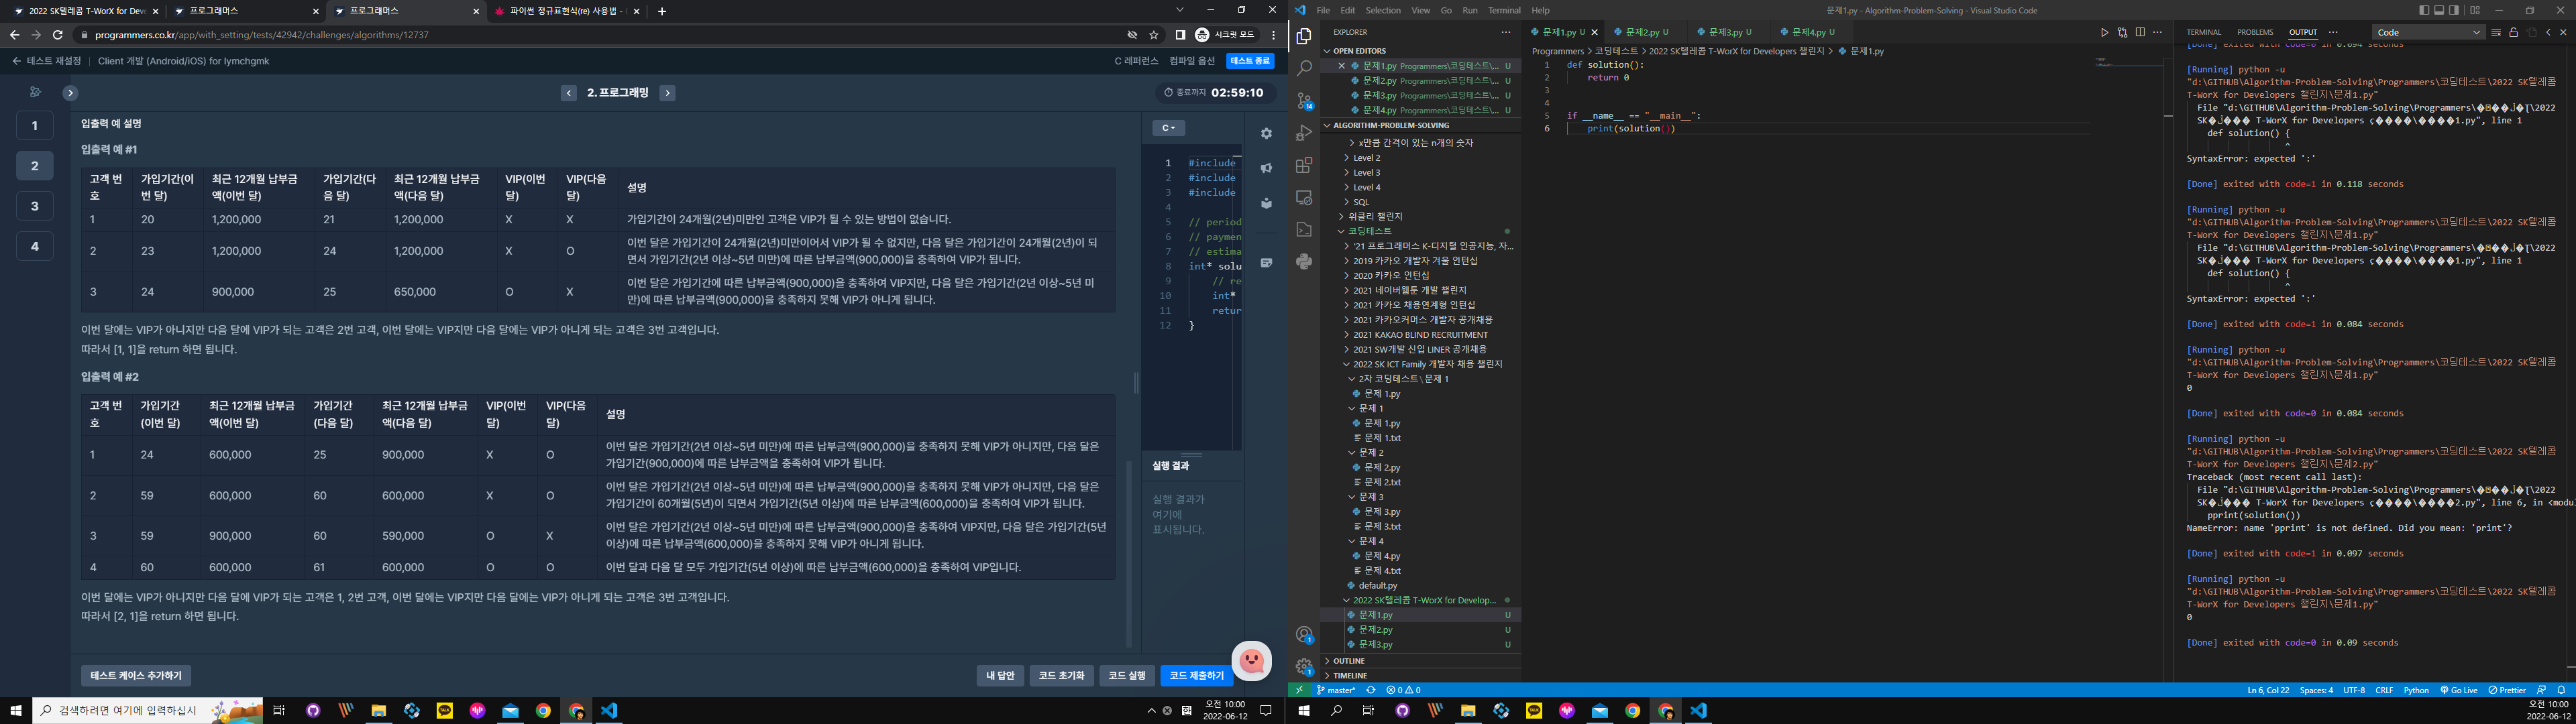 2022 SK텔레콤 T-WorX for Dev
프로그래머스
프로그래머스
파이썬 정규표현식(re) 사용법 -
programmers.co.kr/app/with_setting/tests/42942/challenges/algorithms/12737
시크릿 모드
테스트 재설정
Client 개발 (Android/iOS) for lymchgmk
C 레퍼런스
컴파일 옵션
테스트 종료
2. 프로그래밍
종료까지 02:59:10
1
2
3
4
입출력 예 설명
입출력 예 #1
고객 번호 가입기간(이번 달) 최근 12개월 납부금액(이번 달) 가입기간(다음 달) 최근 12개월 납부금액(다음 달) VIP(이번 달) VIP(다음 달) 설명
1 20 1,200,000 21 1,200,000 X X 가입기간이 24개월(2년)미만인 고객은 VIP가 될 수 있는 방법이 없습니다.
2 23 1,200,000 24 1,200,000 X O 이번 달은 가입기간이 24개월(2년)미만이어서 VIP가 될 수 없지만, 다음 달은 가입기간이 24개월(2년)이 되면서 가입기간(2년 이상~5년 미만)에 따른 납부금액(900,000)을 충족하여 VIP가 됩니다.
3 24 900,000 25 650,000 O X 이번 달은 가입기간에 따른 납부금액(900,000)을 충족하여 VIP지만, 다음 달은 가입기간(2년 이상~5년 미만)에 따른 납부금액(900,000)을 충족하지 못해 VIP가 아니게 됩니다.
이번 달에는 VIP가 아니지만 다음 달에 VIP가 되는 고객은 2번 고객, 이번 달에는 VIP지만 다음 달에는 VIP가 아니게 되는 고객은 3번 고객입니다.
따라서 [1, 1]을 return 하면 됩니다.
입출력 예 #2
고객 번호 가입기간(이번 달) 최근 12개월 납부금액(이번 달) 가입기간(다음 달) 최근 12개월 납부금액(다음 달) VIP(이번 달) VIP(다음 달) 설명
1 24 600,000 25 900,000 X O 이번 달은 가입기간(2년 이상~5년 미만)에 따른 납부금액(900,000)을 충족하지 못해 VIP가 아니지만, 다음 달은 가입기간(900,000)에 따른 납부금액을 충족하여 VIP가 됩니다.
2 59 600,000 60 600,000 X O 이번 달은 가입기간(2년 이상~5년 미만)에 따른 납부금액(900,000)을 충족하지 못해 VIP가 아니지만, 다음 달은 가입기간이 60개월(5년)이 되면서 가입기간(5년 이상)에 따른 납부금액(600,000)을 충족하여 VIP가 됩니다.
3 59 900,000 60 590,000 O X 이번 달은 가입기간(2년 이상~5년 미만)에 따른 납부금액(900,000)을 충족하여 VIP지만, 다음 달은 가입기간(5년 이상)에 따른 납부금액(600,000)을 충족하지 못해 VIP가 아니게 됩니다.
4 60 600,000 61 600,000 O O 이번 달과 다음 달 모두 가입기간(5년 이상)에 따른 납부금액(600,000)을 충족하여 VIP입니다.
이번 달에는 VIP가 아니지만 다음 달에 VIP가 되는 고객은 1, 2번 고객, 이번 달에는 VIP지만 다음 달에는 VIP가 아니게 되는 고객은 3번 고객입니다.
따라서 [2, 1]을 return 하면 됩니다.
C
1 #include
2 #include
3 #include
4
5 // period
6 // paymen
7 // estima
8 int* solu
9 // re
10 int*
11 retur
12 }
실행 결과
실행 결과가
여기에
표시됩니다.
테스트 케이스 추가하기
내 답안
코드 초기화
코드 실행
코드 제출하기
검색하려면 여기에 입력하십시
오전 10:00
2022-06-12
File Edit Selection View Go Run Terminal Help
문제1.py - Algorithm-Problem-Solving - Visual Studio Code
EXPLORER
OPEN EDITORS
문제1.py Programmers\코딩테스트\... U
문제2.py Programmers\코딩테스트\... U
문제3.py Programmers\코딩테스트\... U
문제4.py Programmers\코딩테스트\... U
ALGORITHM-PROBLEM-SOLVING
x만큼 간격이 있는 n개의 숫자
Level 2
Level 3
Level 4
SQL
위클리 챌린지
코딩테스트
'21 프로그래머스 K-디지털 인공지능, 자...
2019 카카오 개발자 겨울 인턴십
2020 카카오 인턴십
2021 네이버웹툰 개발 챌린지
2021 카카오 채용연계형 인턴십
2021 카카오커머스 개발자 공개채용
2021 KAKAO BLIND RECRUITMENT
2021 SW개발 신입 LINER 공개채용
2022 SK ICT Family 개발자 채용 챌린지
2차 코딩테스트 \ 문제 1
문제 1.py
문제 1
문제 1.py
문제 1.txt
문제 2
문제 2.py
문제 2.txt
문제 3
문제 3.py
문제 3.txt
문제 4
문제 4.py
문제 4.txt
default.py
2022 SK텔레콤 T-WorX for Develop...
문제1.py U
문제2.py U
문제3.py U
OUTLINE
TIMELINE
문제1.py U
문제2.py U
문제3.py U
문제4.py U
Programmers > 코딩테스트 > 2022 SK텔레콤 T-WorX for Developers 챌린지 > 문제1.py
1 def solution():
2 return 0
3
4
5 if __name__ == "__main__":
6 print(solution())
TERMINAL PROBLEMS OUTPUT
Code
[Done] exited with code=0 in 0.094 seconds
[Running] python -u
"d:\GITHUB\Algorithm-Problem-Solving\Programmers\코딩테스트\2022 SK텔레콤
T-WorX for Developers 챌린지\문제1.py"
def solution() {
^
SyntaxError: expected ':'
[Done] exited with code=1 in 0.118 seconds
[Running] python -u
"d:\GITHUB\Algorithm-Problem-Solving\Programmers\코딩테스트\2022 SK텔레콤
T-WorX for Developers 챌린지\문제1.py"
def solution() {
^
SyntaxError: expected ':'
[Done] exited with code=1 in 0.084 seconds
[Running] python -u
"d:\GITHUB\Algorithm-Problem-Solving\Programmers\코딩테스트\2022 SK텔레콤
T-WorX for Developers 챌린지\문제1.py"
0
[Done] exited with code=0 in 0.084 seconds
[Running] python -u
"d:\GITHUB\Algorithm-Problem-Solving\Programmers\코딩테스트\2022 SK텔레콤
T-WorX for Developers 챌린지\문제2.py"
Traceback (most recent call last):
pprint(solution())
NameError: name 'pprint' is not defined. Did you mean: 'print'?
[Done] exited with code=1 in 0.097 seconds
[Running] python -u
"d:\GITHUB\Algorithm-Problem-Solving\Programmers\코딩테스트\2022 SK텔레콤
T-WorX for Developers 챌린지\문제1.py"
0
[Done] exited with code=0 in 0.09 seconds
master*
0 0
Ln 6, Col 22 Spaces: 4 UTF-8 CRLF Python Go Live Prettier
오전 10:00
2022-06-12